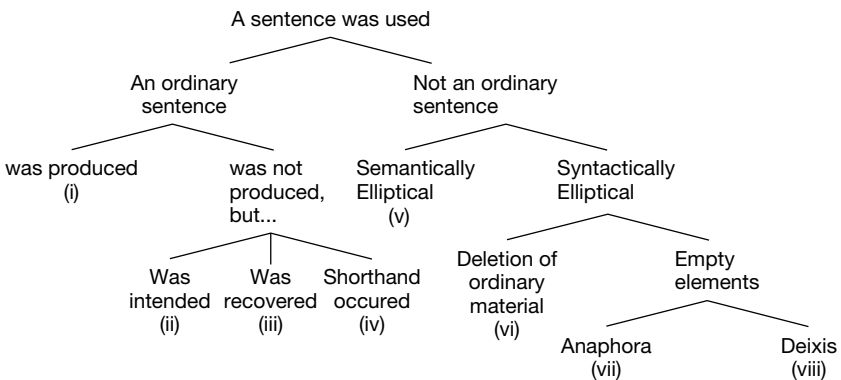 A sentence was used
An ordinary
sentence
Not an ordinary
sentence
was produced
(i)
was not
produced,
but...
Semantically
Elliptical
(v)
Syntactically
Elliptical
Was
intended
(ii)
Was
recovered
(iii)
Shorthand
occured
(iv)
Deletion of
ordinary
material
(vi)
Empty
elements
Anaphora
(vii)
Deixis
(viii)